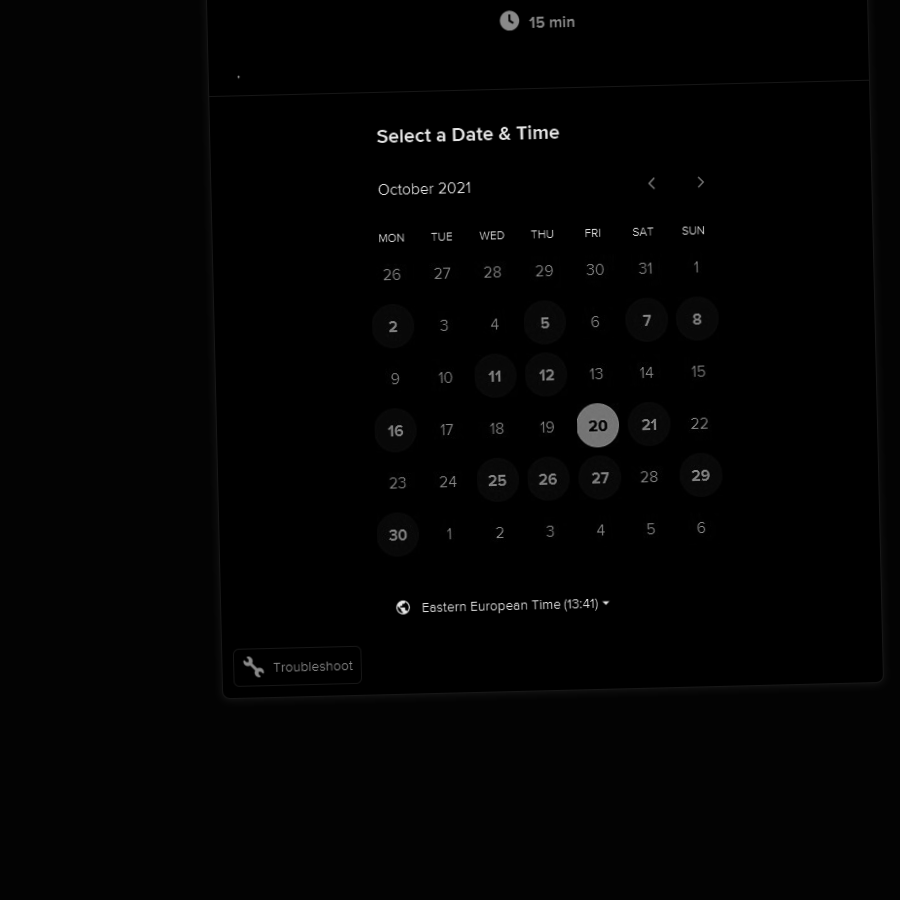 15 min
.
Select a Date & Time
October 2021
MON TUE WED THU FRI SAT SUN
26 27 28 29 30 31 1
2 3 4 5 6 7 8
9 10 11 12 13 14 15
16 17 18 19 20 21 22
23 24 25 26 27 28 29
30 1 2 3 4 5 6
Eastern European Time (13:41)
Troubleshoot